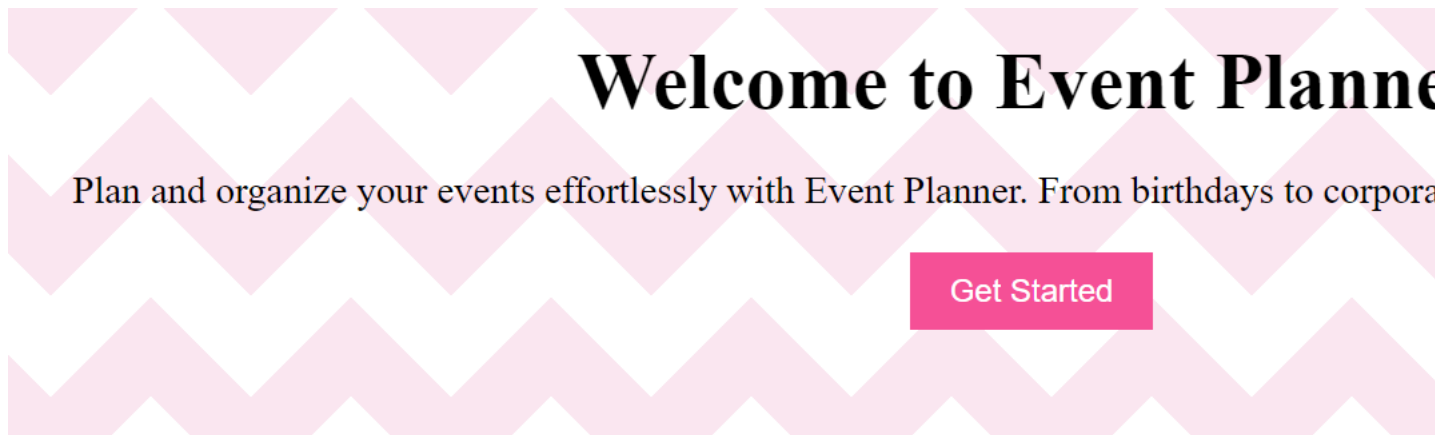 Welcome to Event Planne
Plan and organize your events effortlessly with Event Planner. From birthdays to corpora
Get Started